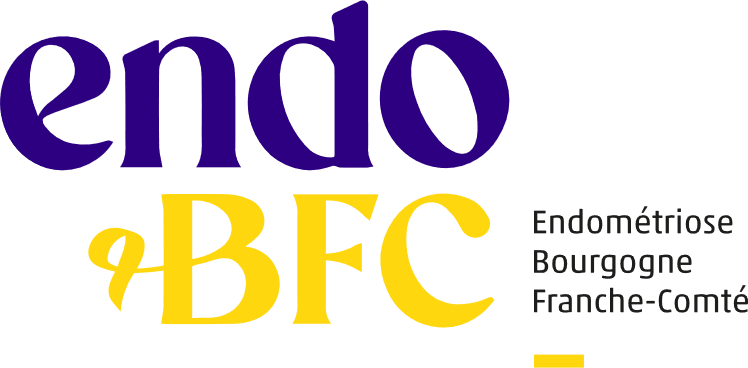 endo
BFC
Endométriose
Bourgogne
Franche-Comté